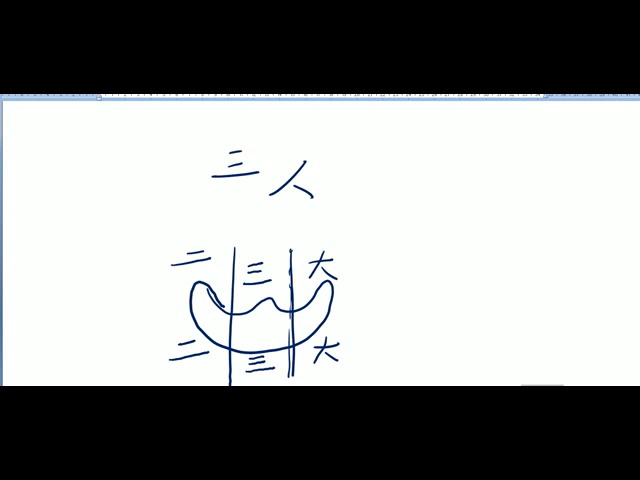 三人
二 三 大
二 三 大